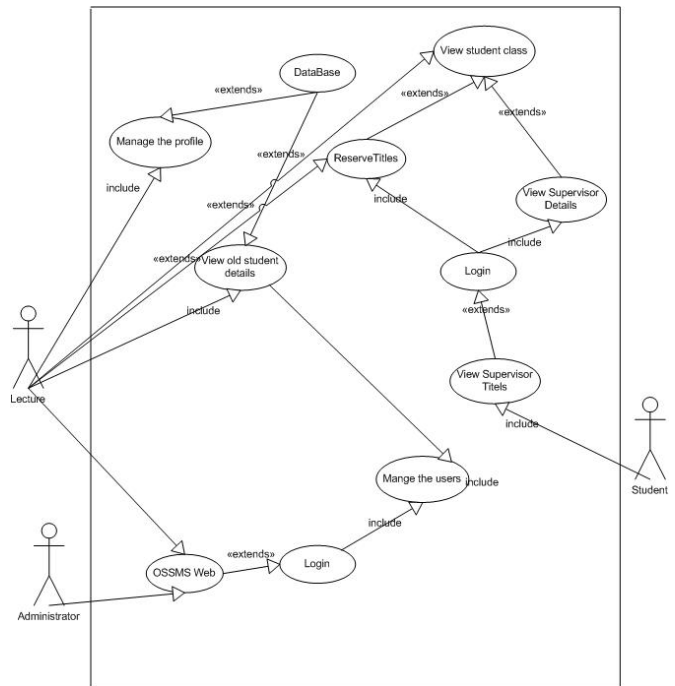 View student class
DataBase
«extends»
«extends»
«extends»
Manage the profile
«extends»
ReserveTitles
include
include
View Supervisor
Details
«extends»
include
«extends»
View old student
details
Login
include
«extends»
View Supervisor
Titels
Lecture
include
Mange the users
include
Student
include
«extends»
Login
OSSMS Web
Administrator